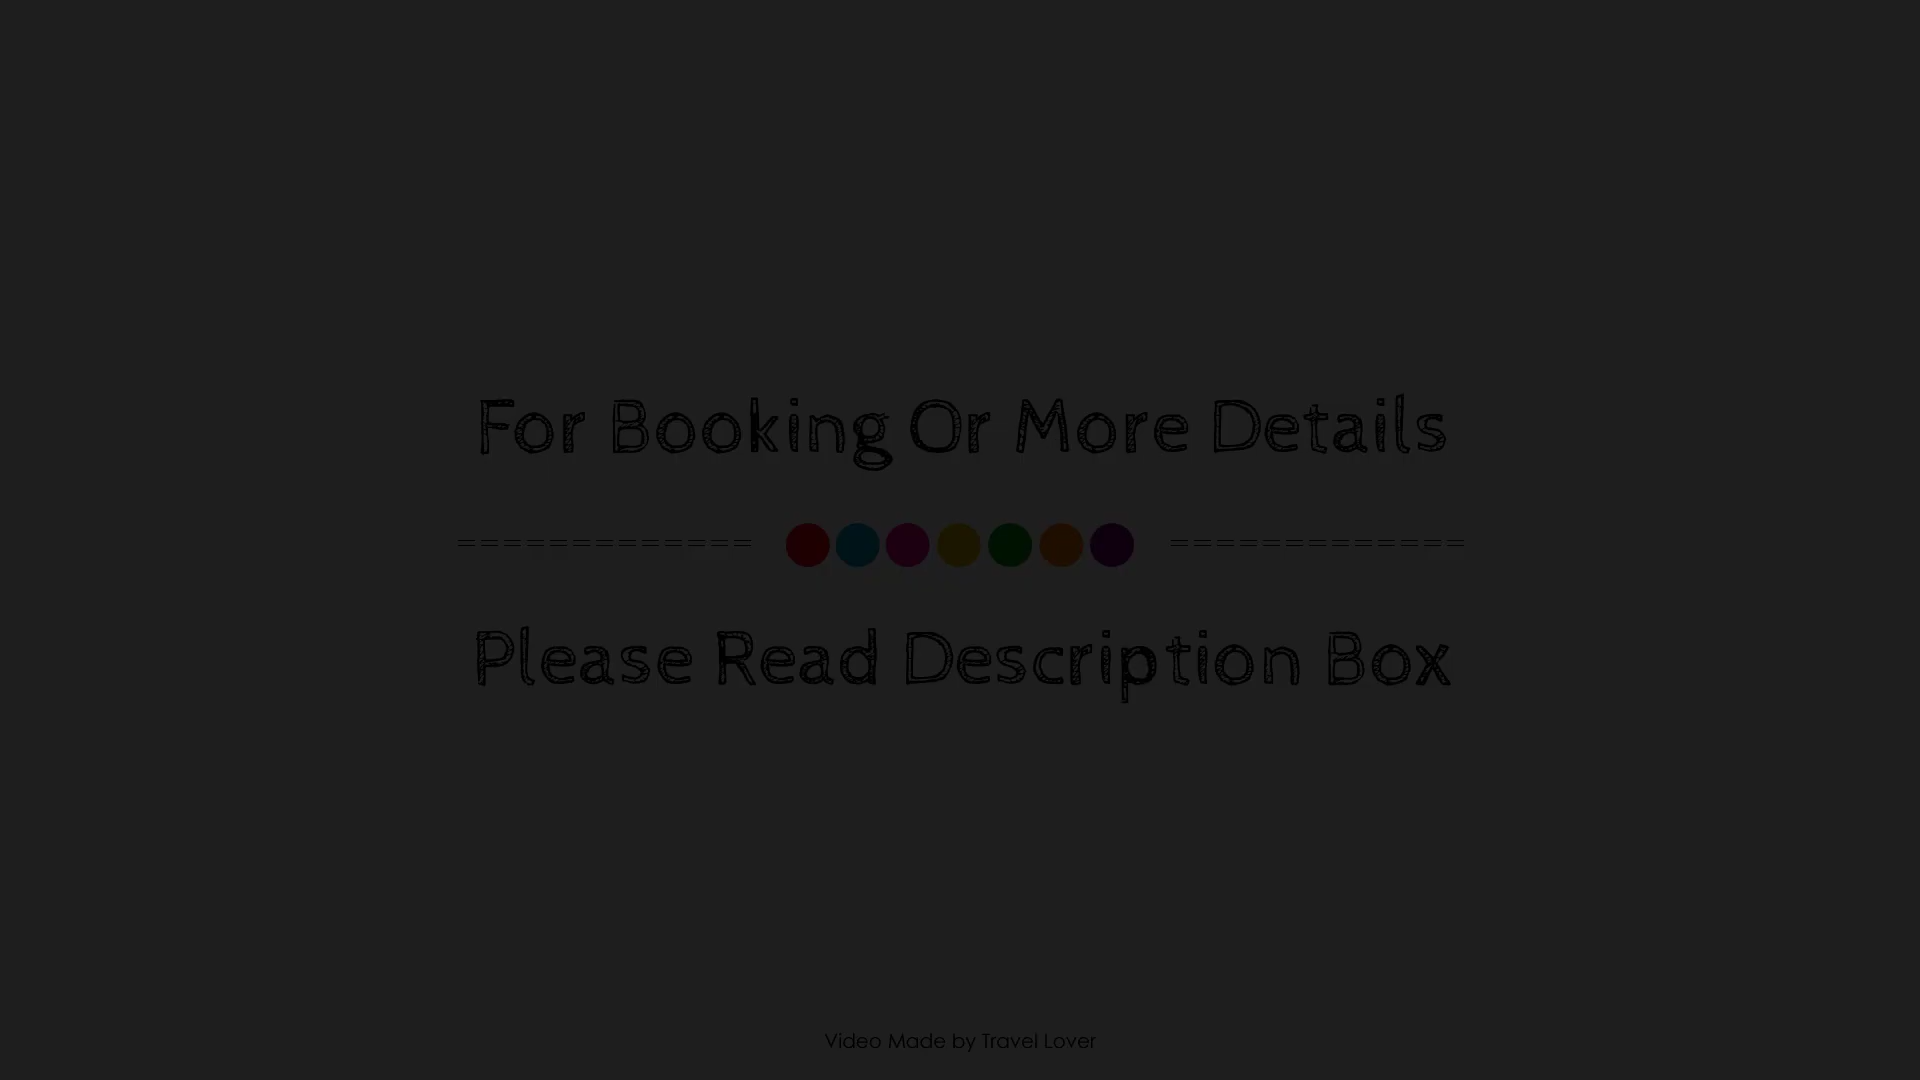 For Booking Or More Details
============= =============
Please Read Description Box
Video Made by Travel Lover